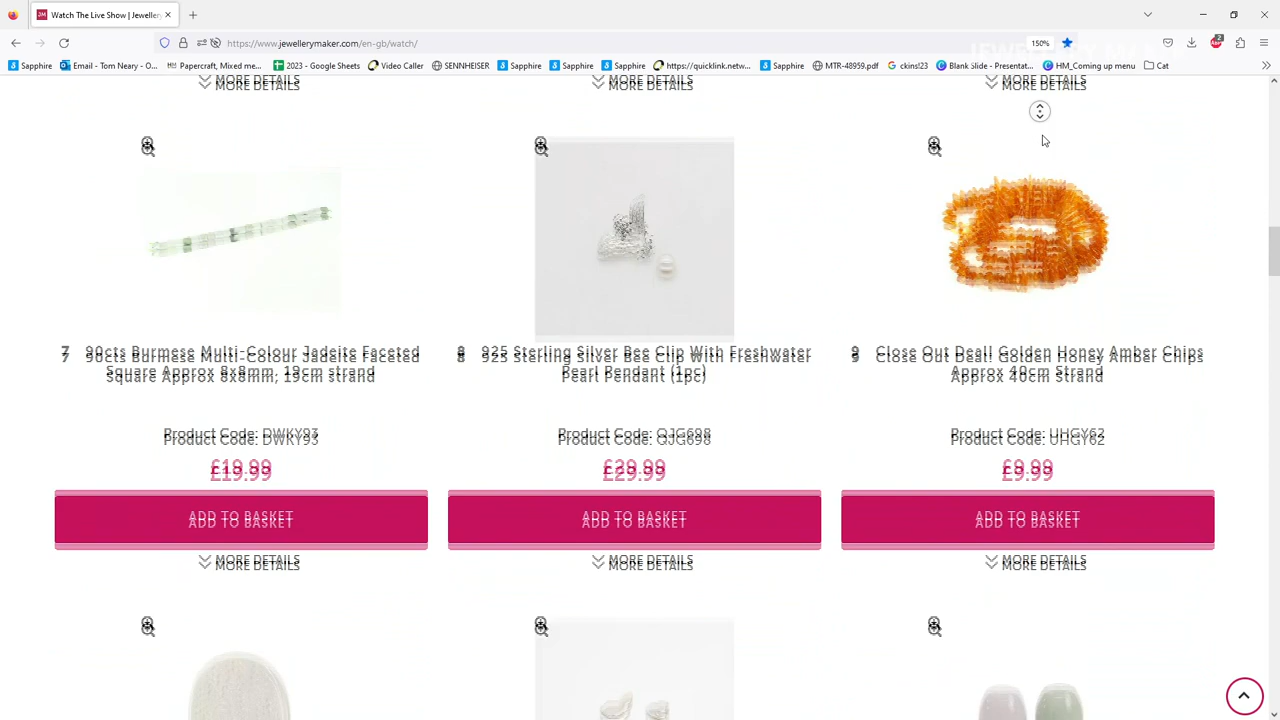 Watch The Live Show | Jeweller
https://www.jewellerymaker.com/en-gb/watch/
150%
2
Sapphire
Email - Tom Neary - O...
Papercraft, Mixed me...
2023 - Google Sheets
Video Caller
SENNHEISER
Sapphire
Sapphire
Sapphire
https://quicklink.netw...
Sapphire
MTR-48959.pdf
ckins!23
Blank Slide - Presentat...
HM_Coming up menu
Cat
MORE DETAILS MORE DETAILS MORE DETAILS
7 90cts Burmese Multi-Colour Jadeite Faceted
Square Approx 8x8mm; 19cm strand
8 925 Sterling Silver Bee Clip With Freshwater
Pearl Pendant (1pc)
9 Close Out Deal! Golden Honey Amber Chips
Approx 40cm Strand
Product Code: DWKY93 Product Code: QJG698 Product Code: UHGY62
£19.99 £29.99 £9.99
ADD TO BASKET ADD TO BASKET ADD TO BASKET
MORE DETAILS MORE DETAILS MORE DETAILS